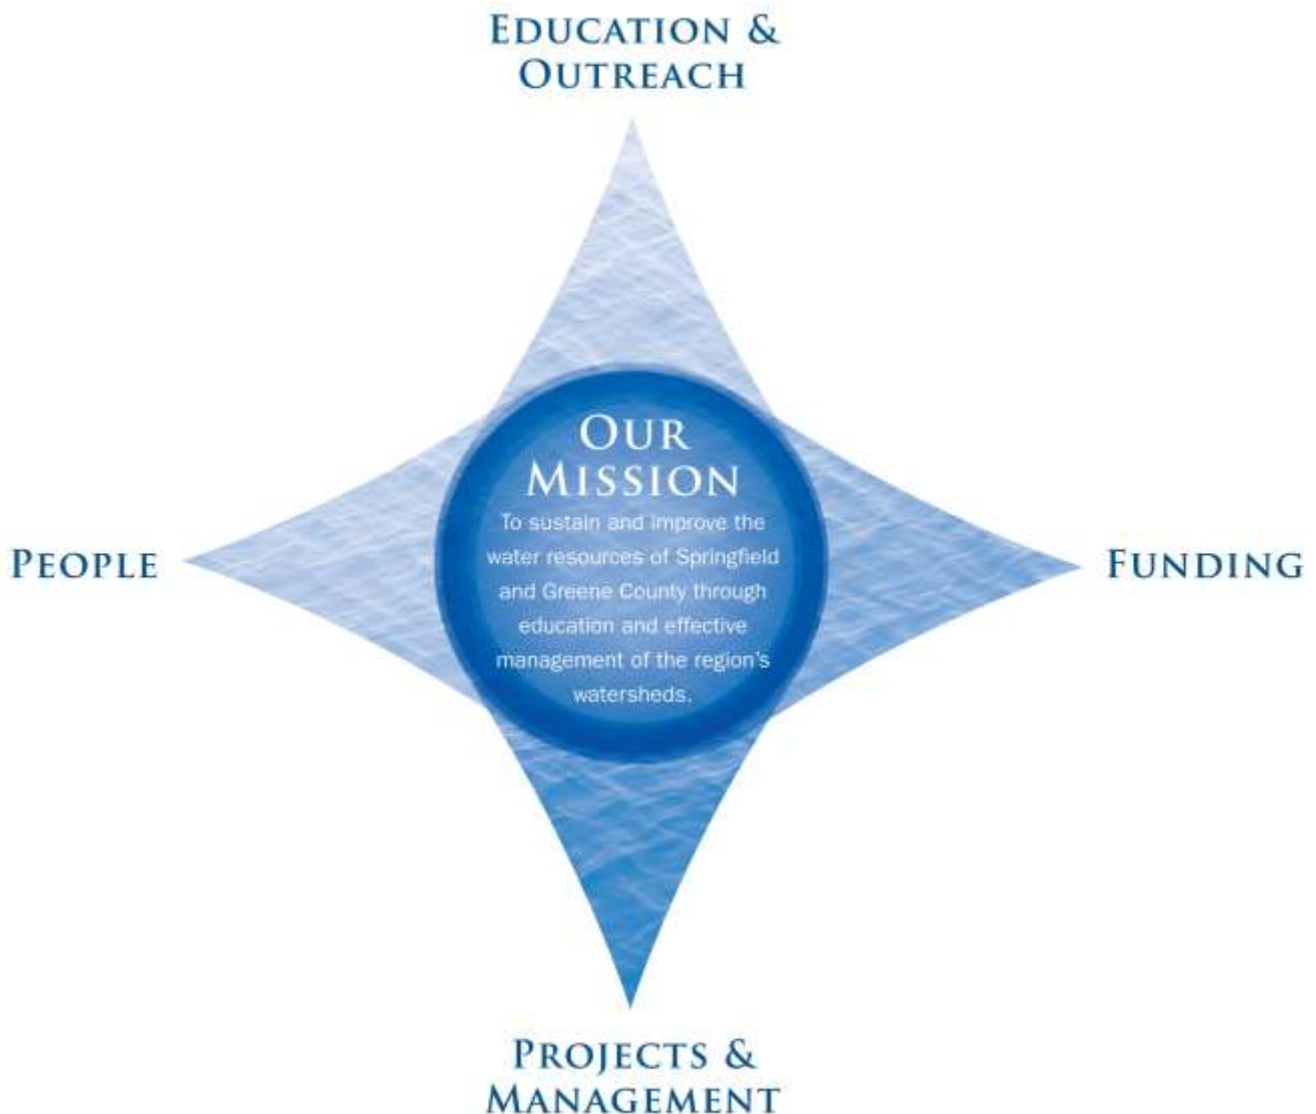 EDUCATION &
OUTREACH
OUR
MISSION
To sustain and improve the
water resources of Springfield
and Greene County through
education and effective
management of the region's
watersheds.
PEOPLE
FUNDING
PROJECTS &
MANAGEMENT